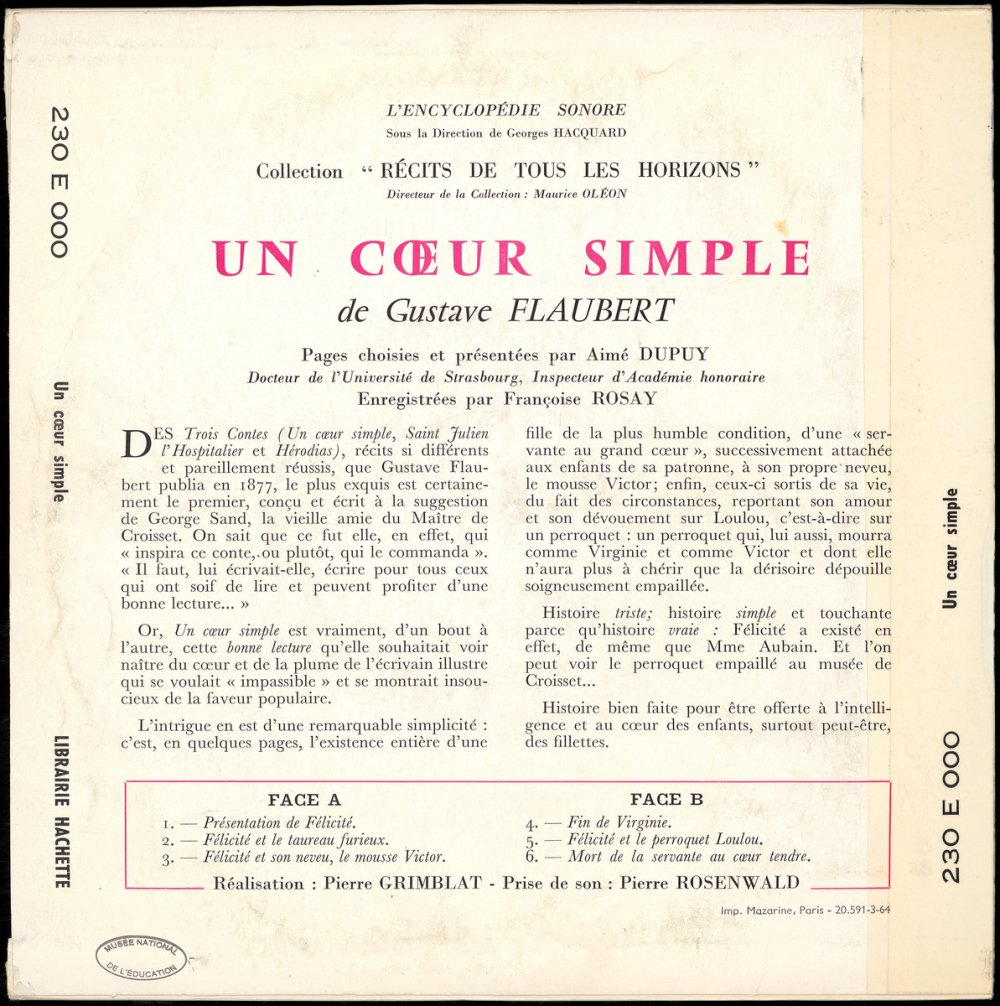 L'ENCYCLOPÉDIE SONORE
Sous la Direction de Georges HACQUARD
Collection “ RÉCITS DE TOUS LES HORIZONS ”
Directeur de la Collection : Maurice OLÉON
UN CŒUR SIMPLE
de Gustave FLAUBERT
Pages choisies et présentées par Aimé DUPUY
Docteur de l'Université de Strasbourg, Inspecteur d'Académie honoraire
Enregistrées par Françoise ROSAY
DES Trois Contes (Un cœur simple, Saint Julien
l'Hospitalier et Hérodias), récits si différents
et pareillement réussis, que Gustave Flau-
bert publia en 1877, le plus exquis est certaine-
ment le premier, conçu et écrit à la suggestion
de George Sand, la vieille amie du Maître de
Croisset. On sait que ce fut elle, en effet, qui
« inspira ce conte, ou plutôt, qui le commanda ».
« Il faut, lui écrivait-elle, écrire pour tous ceux
qui ont soif de lire et peuvent profiter d'une
bonne lecture... »
Or, Un cœur simple est vraiment, d'un bout à
l'autre, cette bonne lecture qu'elle souhaitait voir
naître du cœur et de la plume de l'écrivain illustre
qui se voulait « impassible » et se montrait insou-
cieux de la faveur populaire.
L'intrigue en est d'une remarquable simplicité :
c'est, en quelques pages, l'existence entière d'une
fille de la plus humble condition, d'une « ser-
vante au grand cœur », successivement attachée
aux enfants de sa patronne, à son propre neveu,
le mousse Victor; enfin, ceux-ci sortis de sa vie,
du fait des circonstances, reportant son amour
et son dévouement sur Loulou, c'est-à-dire sur
un perroquet : un perroquet qui, lui aussi, mourra
comme Virginie et comme Victor et dont elle
n'aura plus à chérir que la dérisoire dépouille
soigneusement empaillée.
Histoire triste; histoire simple et touchante
parce qu'histoire vraie : Félicité a existé en
effet, de même que Mme Aubain. Et l'on
peut voir le perroquet empaillé au musée de
Croisset...
Histoire bien faite pour être offerte à l'intelli-
gence et au cœur des enfants, surtout peut-être,
des fillettes.
FACE A
1. — Présentation de Félicité.
2. — Félicité et le taureau furieux.
3. — Félicité et son neveu, le mousse Victor.
FACE B
4. — Fin de Virginie.
5. — Félicité et le perroquet Loulou.
6. — Mort de la servante au cœur tendre.
Réalisation : Pierre GRIMBLAT - Prise de son : Pierre ROSENWALD
Imp. Mazarine, Paris - 20.591-3-64
230 E 000
Un cœur simple
LIBRAIRIE HACHETTE
Un cœur simple
230 E 000
MUSÉE NATIONAL
DE L'ÉDUCATION